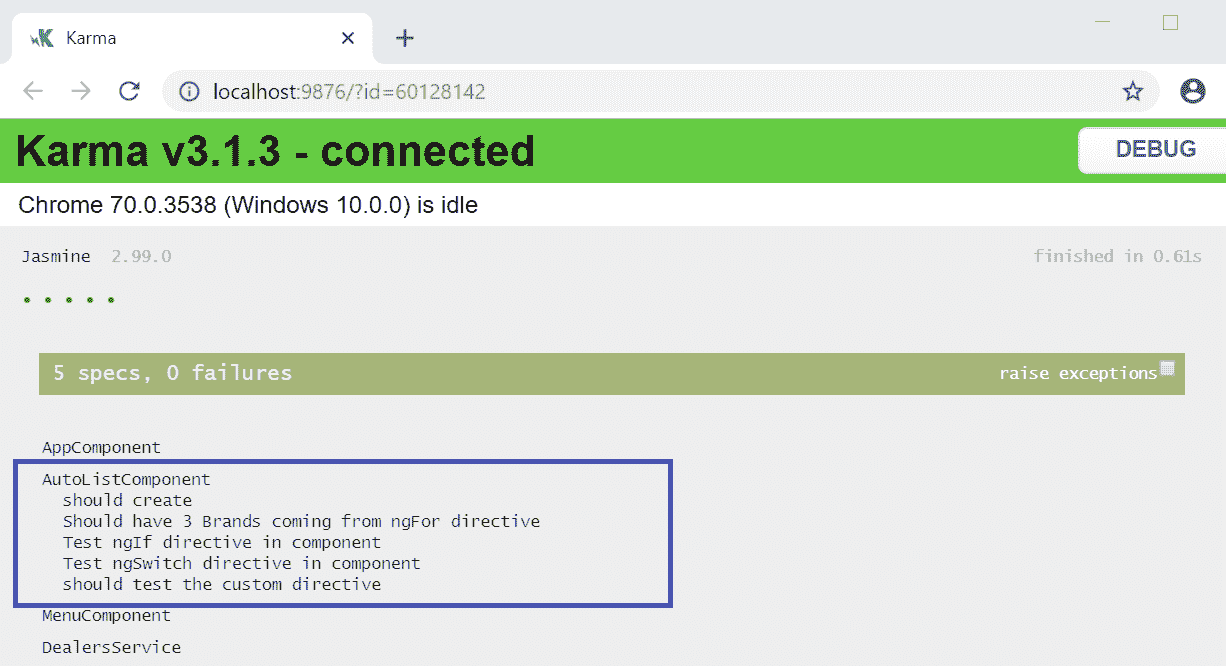 Karma
localhost:9876/?id=60128142
Karma v3.1.3 - connected
DEBUG
Chrome 70.0.3538 (Windows 10.0.0) is idle
Jasmine 2.99.0
finished in 0.61s
5 specs, 0 failures
raise exceptions
AppComponent
AutoListComponent
should create
Should have 3 Brands coming from ngFor directive
Test ngIf directive in component
Test ngSwitch directive in component
should test the custom directive
MenuComponent
DealersService